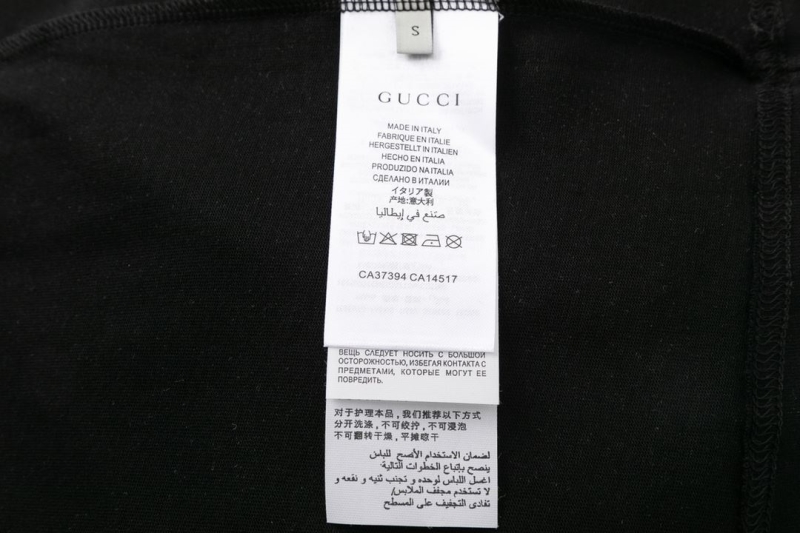 S
GUCCI
MADE IN ITALY
FABRIQUE EN ITALIE
HERGESTELLT IN ITALIEN
HECHO EN ITALIA
PRODUZIDO NA ITALIA
СДЕЛАНО В ИТАЛИИ
イタリア製
产地:意大利
صنع في إيطاليا
CA37394 CA14517
ВЕЩЬ СЛЕДУЕТ НОСИТЬ С БОЛЬШОЙ
ОСТОРОЖНОСТЬЮ, ИЗБЕГАЯ КОНТАКТА С
ПРЕДМЕТАМИ, КОТОРЫЕ МОГУТ ЕЕ
ПОВРЕДИТЬ.
对于护理本品，我们推荐以下方式
分开洗涤，不可绞拧，不可浸泡
不可翻转干燥，平摊晾干
لضمان الاستخدام الأصح للباس
ينصح بإتباع الخطوات التالية:
اغسل اللباس لوحده و تجنب ثنيه و نقعه و
لا تستخدم مجفف الملابس/
تفادى التجفيف على أوشار